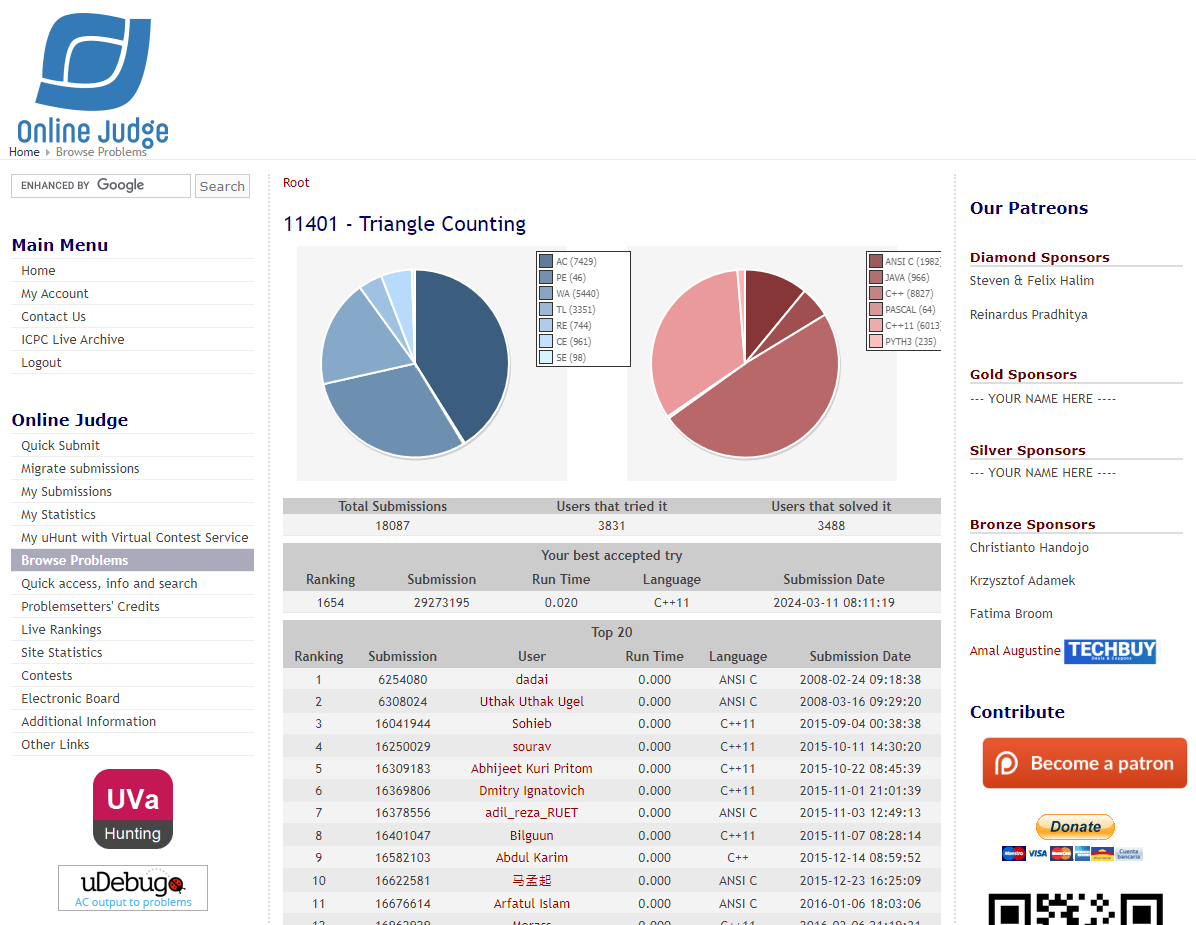 Online Judge
Home Browse Problems
ENHANCED BY Google Search
Main Menu
Home
My Account
Contact Us
ICPC Live Archive
Logout
Online Judge
Quick Submit
Migrate submissions
My Submissions
My Statistics
My uHunt with Virtual Contest Service
Browse Problems
Quick access, info and search
Problemsetters' Credits
Live Rankings
Site Statistics
Contests
Electronic Board
Additional Information
Other Links
UVa
Hunting
uDebug
AC output to problems
Root
11401 - Triangle Counting
AC (7429)
PE (46)
WA (5440)
TL (3351)
RE (744)
CE (961)
SE (98)
ANSI C (1982)
JAVA (966)
C++ (8827)
PASCAL (64)
C++11 (6013)
PYTH3 (235)
Total Submissions Users that tried it Users that solved it
18087 3831 3488
Your best accepted try
Ranking Submission Run Time Language Submission Date
1654 29273195 0.020 C++11 2024-03-11 08:11:19
Top 20
Ranking Submission User Run Time Language Submission Date
1 6254080 dadai 0.000 ANSI C 2008-02-24 09:18:38
2 6308024 Uthak Uthak Ugel 0.000 ANSI C 2008-03-16 09:29:20
3 16041944 Sohieb 0.000 C++11 2015-09-04 00:38:38
4 16250029 sourav 0.000 C++11 2015-10-11 14:30:20
5 16309183 Abhijeet Kuri Pritom 0.000 C++11 2015-10-22 08:45:39
6 16369806 Dmitry Ignatovich 0.000 C++11 2015-11-01 21:01:39
7 16378556 adil_reza_RUET 0.000 ANSI C 2015-11-03 12:49:13
8 16401047 Bilguun 0.000 C++11 2015-11-07 08:28:14
9 16582103 Abdul Karim 0.000 C++ 2015-12-14 08:59:52
10 16622581 马孟起 0.000 ANSI C 2015-12-23 16:25:09
11 16676614 Arfatul Islam 0.000 ANSI C 2016-01-06 18:03:06
Our Patreons
Diamond Sponsors
Steven & Felix Halim
Reinardus Pradhitya
Gold Sponsors
--- YOUR NAME HERE ----
Silver Sponsors
--- YOUR NAME HERE ----
Bronze Sponsors
Christianto Handojo
Krzysztof Adamek
Fatima Broom
Amal Augustine TECHBUY
Deals & Coupons
Contribute
Become a patron
Donate
Maestro VISA
Cuenta bancaria